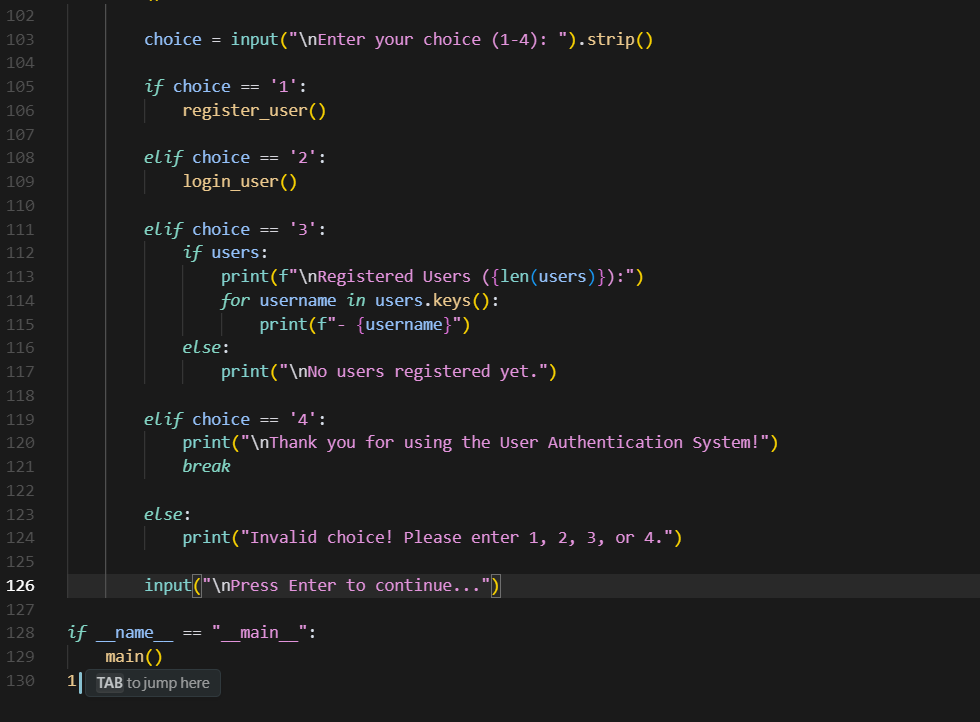 102
103 choice = input("\nEnter your choice (1-4): ").strip()
104
105 if choice == '1':
106 register_user()
107
108 elif choice == '2':
109 login_user()
110
111 elif choice == '3':
112 if users:
113 print(f"\nRegistered Users ({len(users)}):")
114 for username in users.keys():
115 print(f"- {username}")
116 else:
117 print("\nNo users registered yet.")
118
119 elif choice == '4':
120 print("\nThank you for using the User Authentication System!")
121 break
122
123 else:
124 print("Invalid choice! Please enter 1, 2, 3, or 4.")
125
126 input("\nPress Enter to continue...")
127
128 if __name__ == "__main__":
129 main()
130 1 TAB to jump here